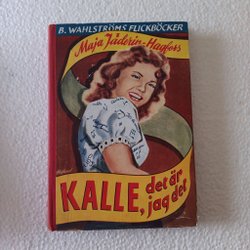 B. WAHLSTRÖMS FLICKBÖCKER
Maja Jäderin-Hagfors
KALLE, det är
jag det